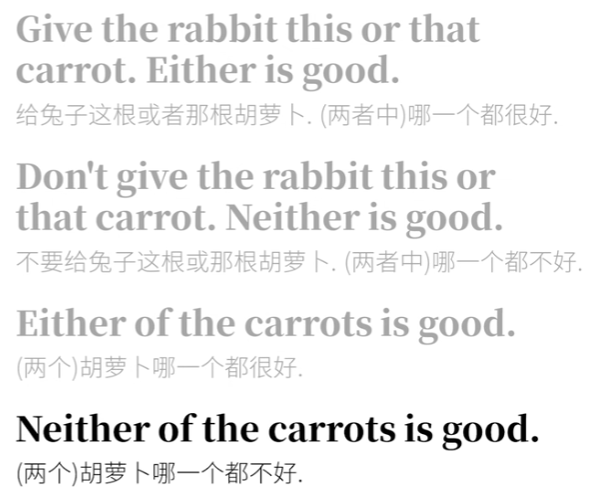 Give the rabbit this or that
carrot. Either is good.
给兔子这根或者那根胡萝卜. (两者中)哪一个都很好.
Don't give the rabbit this or
that carrot. Neither is good.
不要给兔子这根或那根胡萝卜. (两者中)哪一个都不好.
Either of the carrots is good.
(两个)胡萝卜哪一个都很好.
Neither of the carrots is good.
(两个)胡萝卜哪一个都不好.